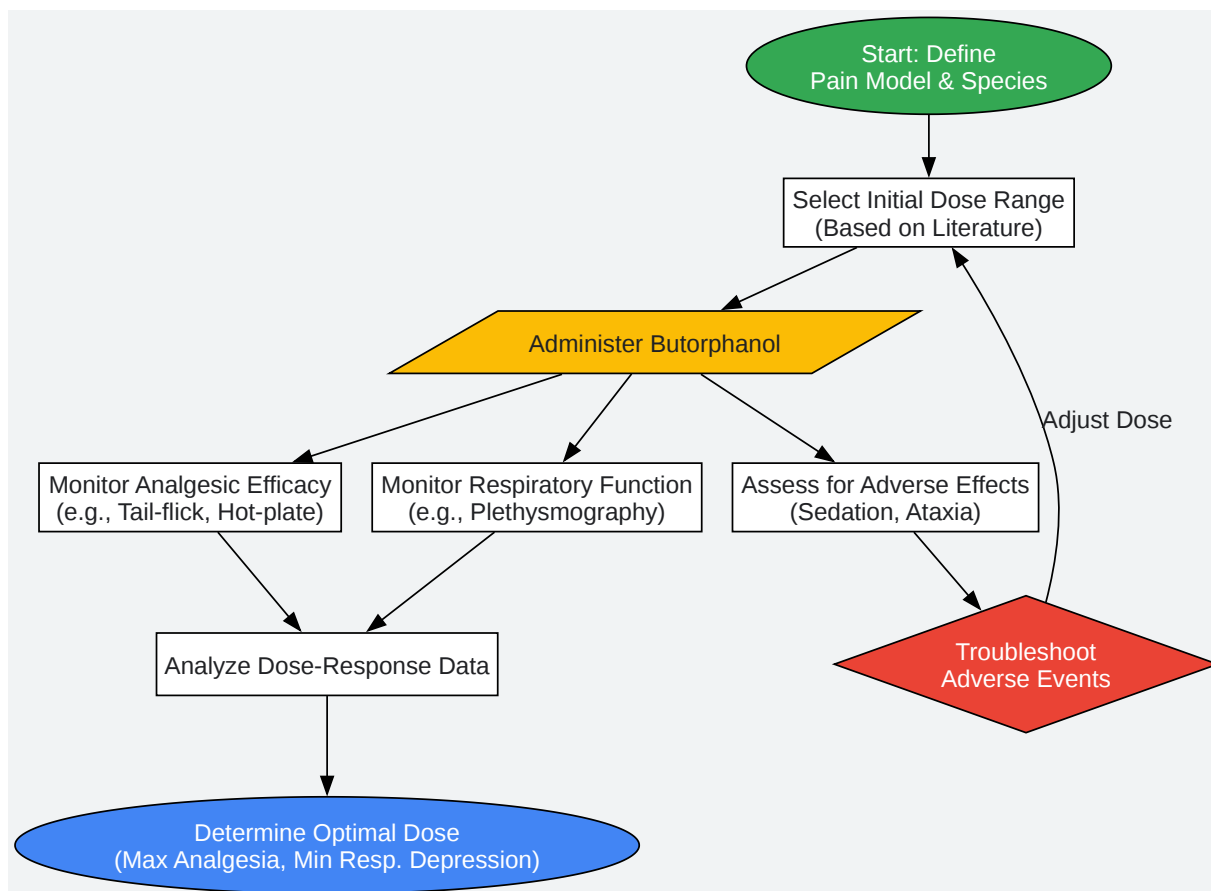 Start: Define
Pain Model & Species
Select Initial Dose Range
(Based on Literature)
Administer Butorphanol
Adjust Dose
Monitor Analgesic Efficacy
(e.g., Tail-flick, Hot-plate)
Monitor Respiratory Function
(e.g., Plethysmography)
Assess for Adverse Effects
(Sedation, Ataxia)
Analyze Dose-Response Data
Troubleshoot
Adverse Events
Determine Optimal Dose
(Max Analgesia, Min Resp. Depression)